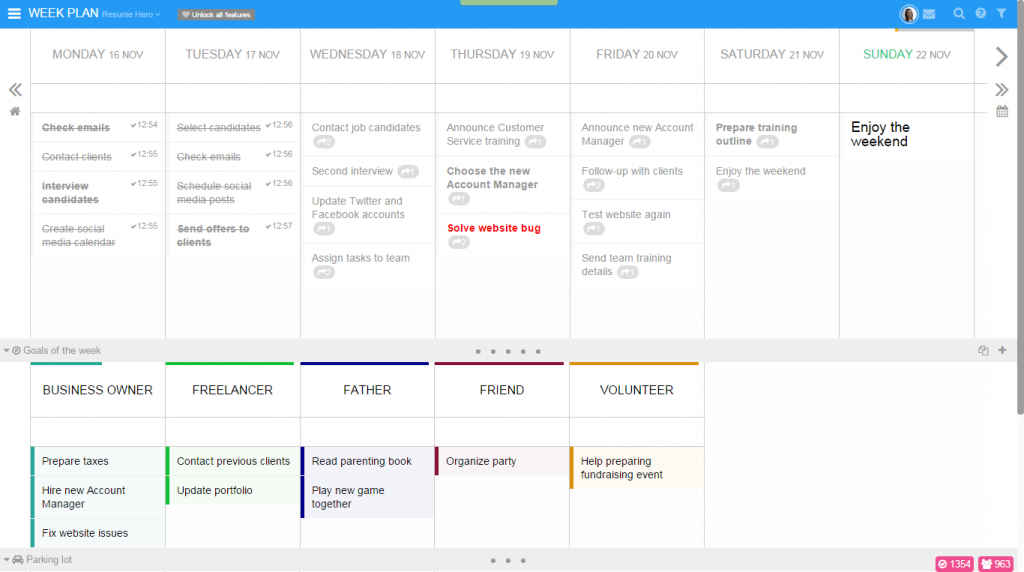 WEEK PLAN Resume Hero Unlock all features
MONDAY 16 NOV
TUESDAY 17 NOV
WEDNESDAY 18 NOV
THURSDAY 19 NOV
FRIDAY 20 NOV
SATURDAY 21 NOV
SUNDAY 22 NOV
Check emails 12:54
Contact clients 12:55
Interview 12:55
candidates
Create social 12:55
media calendar
Select candidates 12:56
Check emails 12:56
Schedule social 12:56
media posts
Send offers to 12:57
clients
Contact job candidates
2
Second interview 1
Update Twitter and
Facebook accounts
1
Assign tasks to team
2
Announce Customer
Service training 1
Choose the new
Account Manager
1
Solve website bug
2
Announce new Account
Manager 1
Follow-up with clients
2
Test website again
1
Send team training
details 1
Prepare training
outline 1
Enjoy the weekend
1
Enjoy the
weekend
Goals of the week
BUSINESS OWNER
FREELANCER
FATHER
FRIEND
VOLUNTEER
Prepare taxes
Hire new Account
Manager
Fix website issues
Contact previous clients
Update portfolio
Read parenting book
Play new game
together
Organize party
Help preparing
fundraising event
Parking lot
1354 963